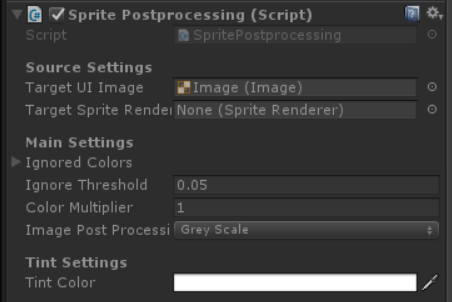 Sprite Postprocessing (Script)
Script SpritePostprocessing
Source Settings
Target UI Image Image (Image)
Target Sprite Render None (Sprite Renderer)
Main Settings
Ignored Colors
Ignore Threshold 0.05
Color Multiplier 1
Image Post Processi Grey Scale
Tint Settings
Tint Color